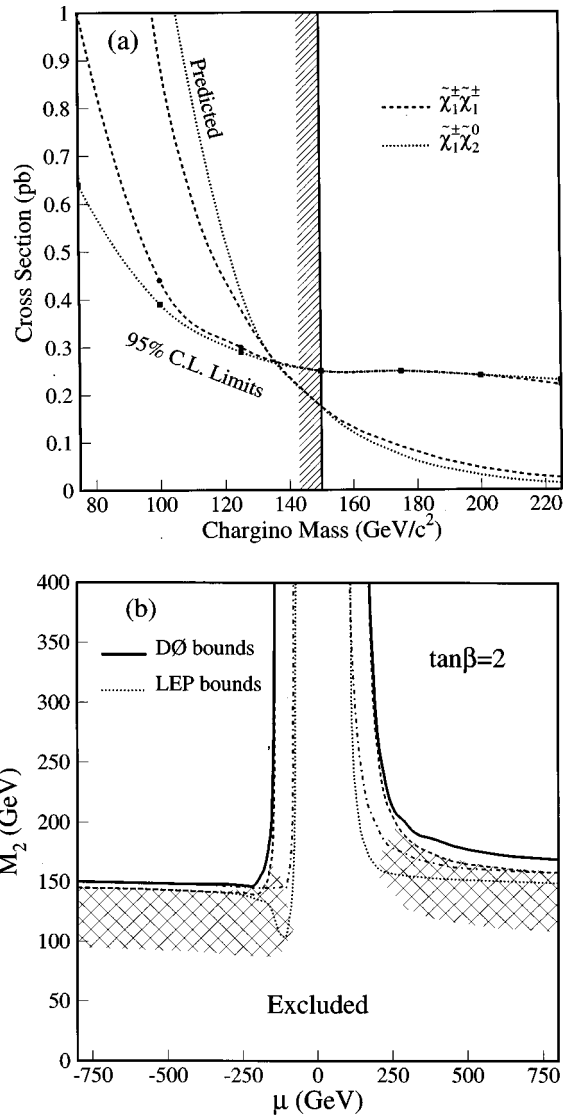 (a)
Predicted
χ̃₁±χ̃₁±
χ̃₁±χ̃₂⁰
95% C.L. Limits
Cross Section (pb)
1
0.9
0.8
0.7
0.6
0.5
0.4
0.3
0.2
0.1
0
80 100 120 140 160 180 200 220
Chargino Mass (GeV/c²)
(b)
DØ bounds
LEP bounds
tanβ=2
Excluded
M₂ (GeV)
400
350
300
250
200
150
100
50
0
-750 -500 -250 0 250 500 750
μ (GeV)